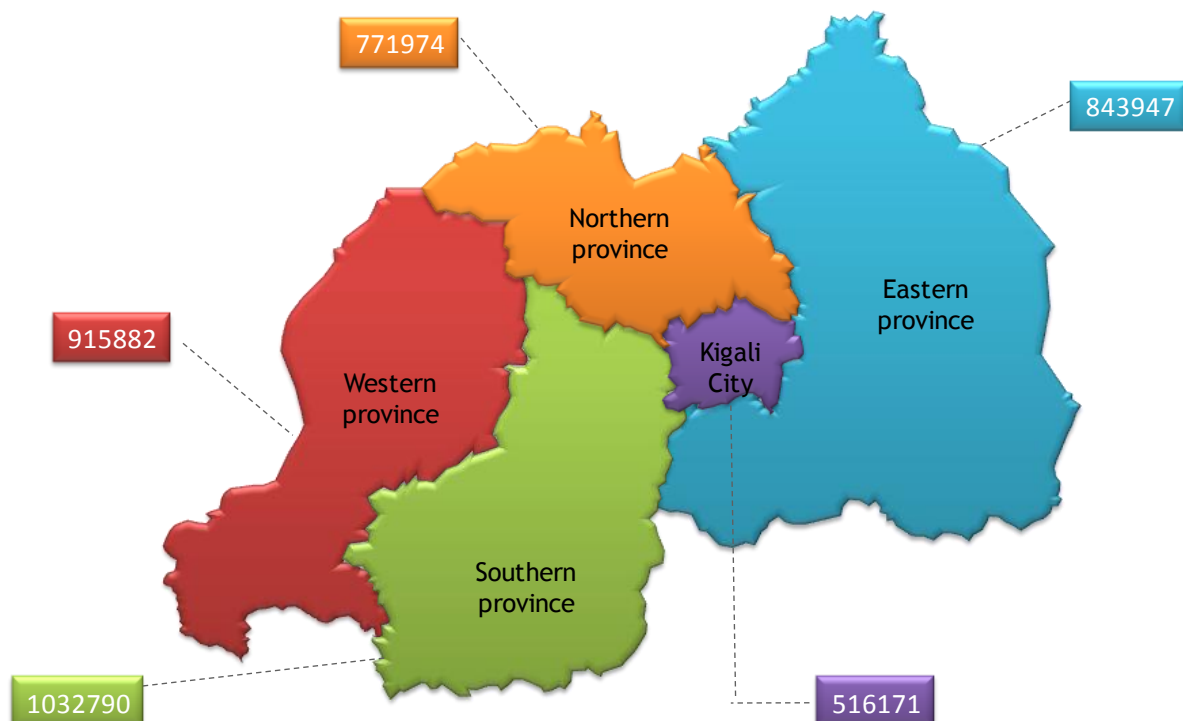 771974
843947
Northern
province
Eastern
province
915882
Kigali
City
Western
province
Southern
province
1032790
516171